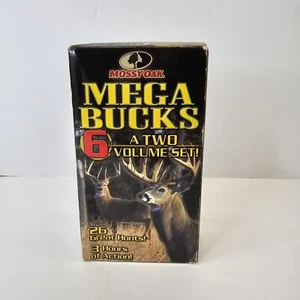 MOSSY OAK
MEGA
BUCKS
6 A TWO
VOLUME SET!
26
Great Hunts!
3 Hours
of Action!